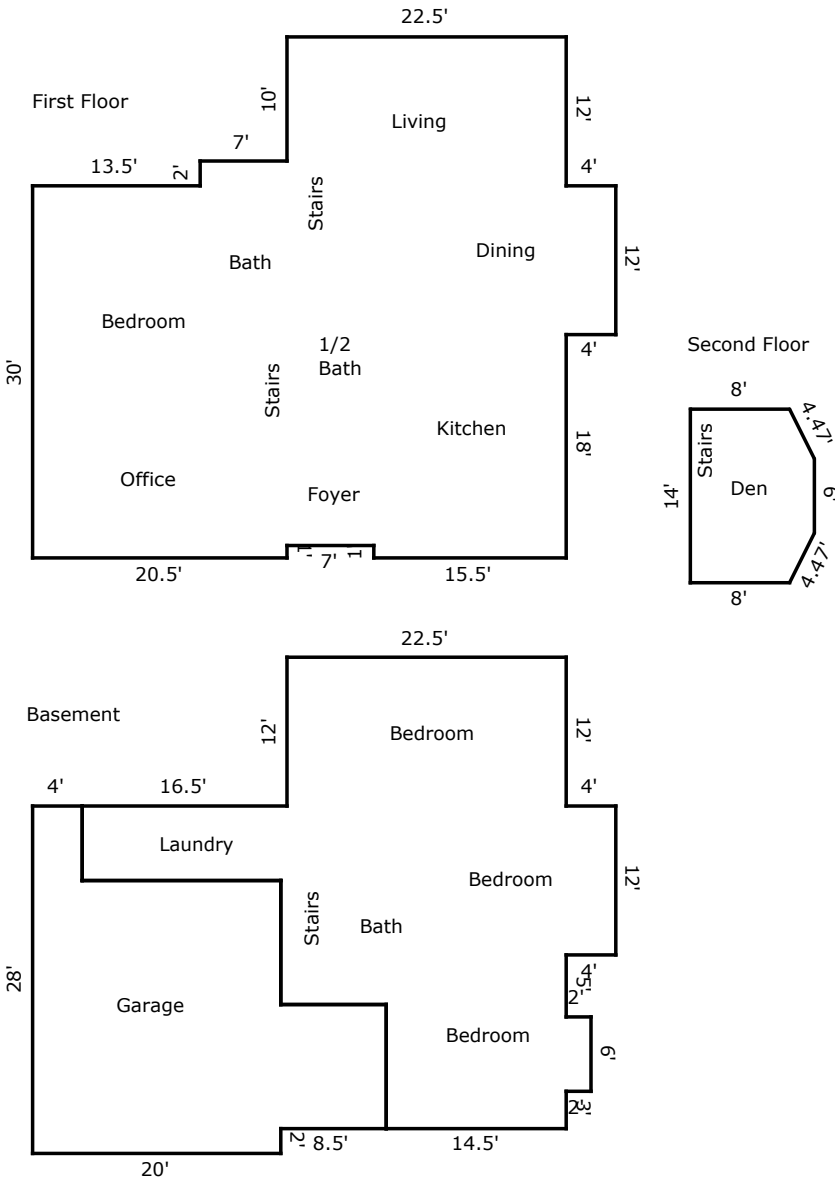 22.5'
First Floor
10'
Living
12'
7'
13.5'
2'
4'
Stairs
Bath
Dining
12'
Bedroom
30'
1/2
Bath
Stairs
4'
Kitchen
18'
Office
Foyer
1'
7'
1'
20.5'
15.5'
Second Floor
8'
4.47'
Stairs
Den
14'
6'
4.47'
8'
22.5'
Basement
12'
Bedroom
12'
4'
16.5'
4'
Laundry
Bedroom
12'
Stairs
Bath
4'
5'
2'
28'
Garage
Bedroom
6'
2'
3'
2'
8.5'
14.5'
20'